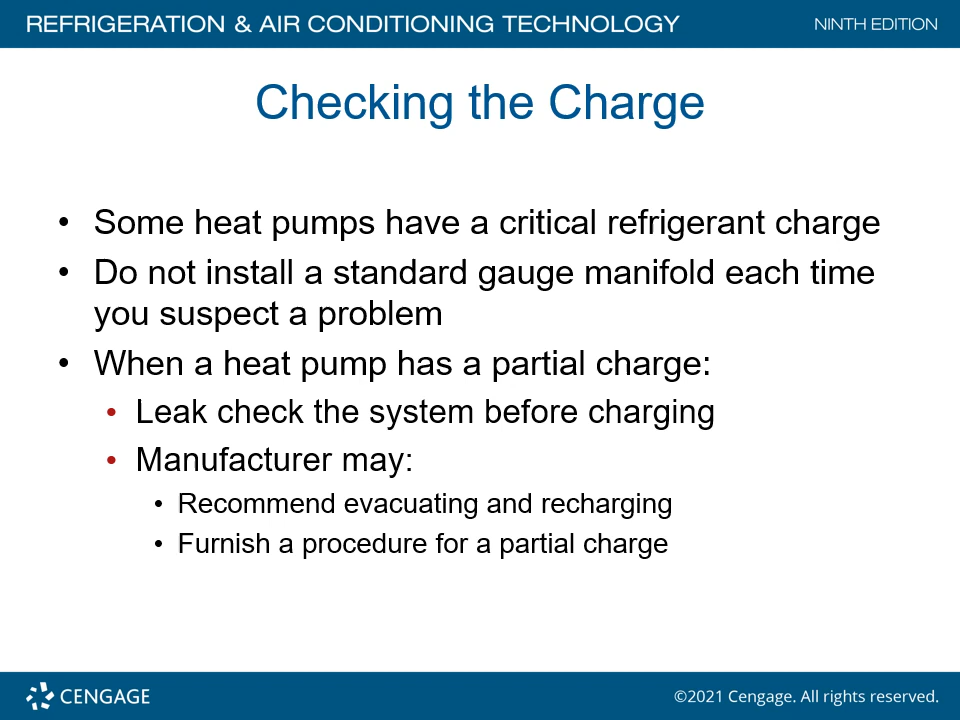 REFRIGERATION & AIR CONDITIONING TECHNOLOGY NINTH EDITION
Checking the Charge
• Some heat pumps have a critical refrigerant charge
• Do not install a standard gauge manifold each time
you suspect a problem
• When a heat pump has a partial charge:
• Leak check the system before charging
• Manufacturer may:
• Recommend evacuating and recharging
• Furnish a procedure for a partial charge
CENGAGE ©2021 Cengage. All rights reserved.